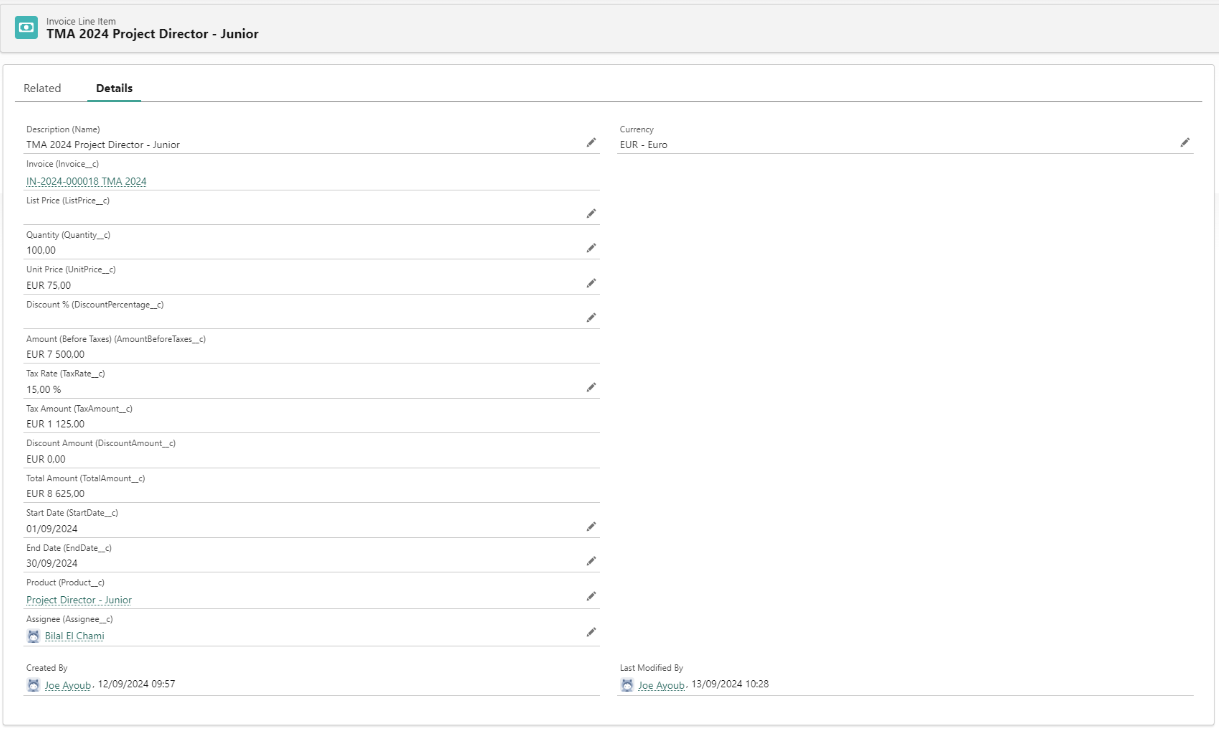 Invoice Line Item
TMA 2024 Project Director - Junior
Related
Details
Description (Name)
TMA 2024 Project Director - Junior
Currency
EUR - Euro
Invoice (Invoice__c)
IN-2024-000018 TMA 2024
List Price (ListPrice__c)
Quantity (Quantity__c)
100,00
Unit Price (UnitPrice__c)
EUR 75,00
Discount % (DiscountPercentage__c)
Amount (Before Taxes) (AmountBeforeTaxes__c)
EUR 7 500,00
Tax Rate (TaxRate__c)
15,00 %
Tax Amount (TaxAmount__c)
EUR 1 125,00
Discount Amount (DiscountAmount__c)
EUR 0,00
Total Amount (TotalAmount__c)
EUR 8 625,00
Start Date (StartDate__c)
01/09/2024
End Date (EndDate__c)
30/09/2024
Product (Product__c)
Project Director - Junior
Assignee (Assignee__c)
Bilal El Chami
Created By
Joe Ayoub, 12/09/2024 09:57
Last Modified By
Joe Ayoub, 13/09/2024 10:28